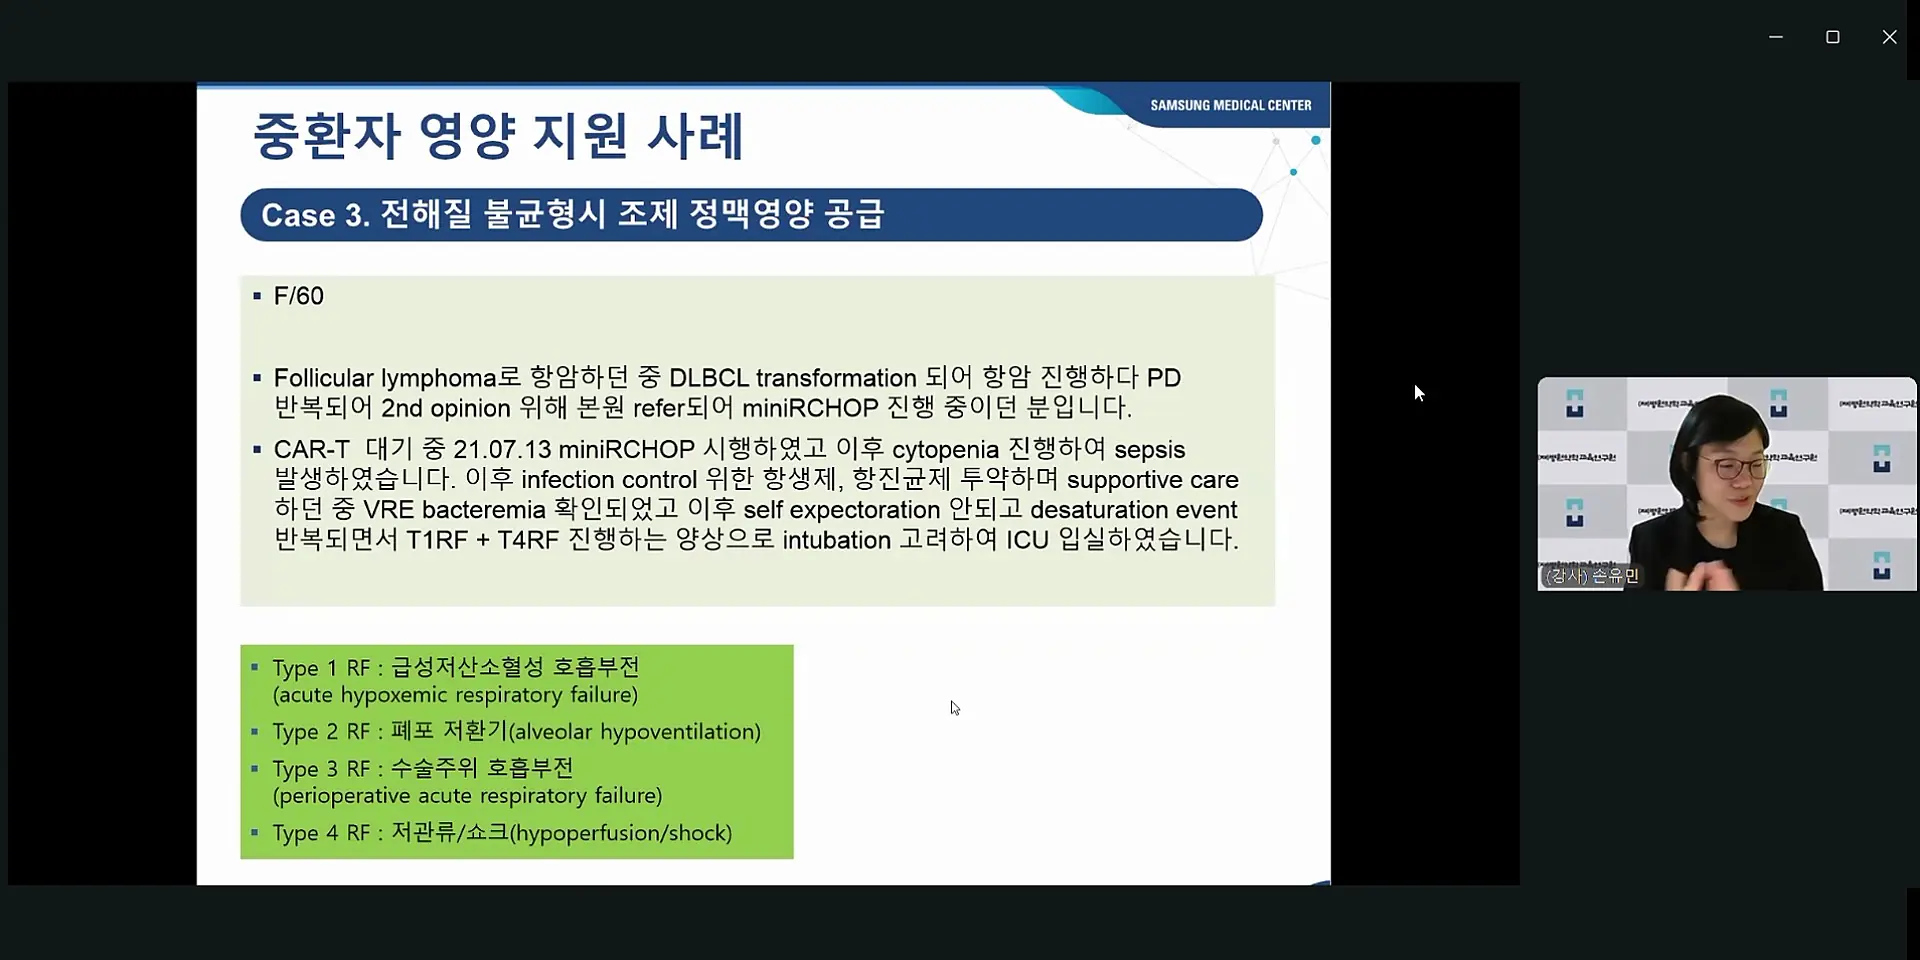 SAMSUNG MEDICAL CENTER
중환자 영양 지원 사례
Case 3. 전해질 불균형시 조제 정맥영양 공급
▪ F/60
▪ Follicular lymphoma로 항암하던 중 DLBCL transformation 되어 항암 진행하다 PD
반복되어 2nd opinion 위해 본원 refer되어 miniRCHOP 진행 중이던 분입니다.
▪ CAR-T 대기 중 21.07.13 miniRCHOP 시행하였고 이후 cytopenia 진행하여 sepsis
발생하였습니다. 이후 infection control 위한 항생제, 항진균제 투약하며 supportive care
하던 중 VRE bacteremia 확인되었고 이후 self expectoration 안되고 desaturation event
반복되면서 T1RF + T4RF 진행하는 양상으로 intubation 고려하여 ICU 입실하였습니다.
▪ Type 1 RF : 급성저산소혈성 호흡부전
(acute hypoxemic respiratory failure)
▪ Type 2 RF : 폐포 저환기(alveolar hypoventilation)
▪ Type 3 RF : 수술주위 호흡부전
(perioperative acute respiratory failure)
▪ Type 4 RF : 저관류/쇼크(hypoperfusion/shock)
(강사) 손유민